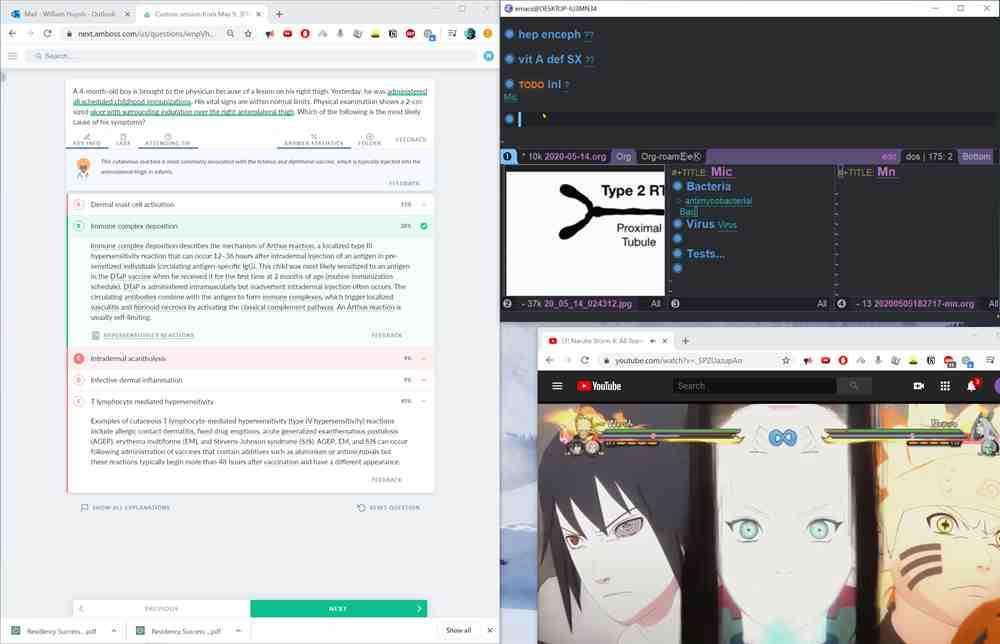 Mail - William Huynh - Outlook
Custom session from May 9, 20
next.amboss.com/us/questions/wnpVh...
Search...
A 4-month-old boy is brought to the physician because of a lesion on his right thigh. Yesterday, he was administered
all scheduled childhood immunizations. His vital signs are within normal limits. Physical examination shows a 2-cm
sized ulcer with surrounding induration over the right anterolateral thigh. Which of the following is the most likely
cause of his symptoms?
KEY INFO
LABS
ATTENDING TIP
ANSWER STATISTICS
FOLDER
FEEDBACK
This cutaneous reaction is most commonly associated with the tetanus and diphtheria vaccine, which is typically injected into the
anterolateral thigh in infants.
FEEDBACK
A Dermal mast cell activation
B Immune complex deposition
Immune complex deposition describes the mechanism of Arthus reaction, a localized type III
hypersensitivity reaction that can occur 12–36 hours after intradermal injection of an antigen in pre-
sensitized individuals (circulating antigen-specific IgG). This child was most likely sensitized to an antigen
in the DTaP vaccine when he received it for the first time at 2 months of age (routine immunization
schedule). DTaP is administered intramuscularly but inadvertent intradermal injection often occurs. The
circulating antibodies combine with the antigen to form immune complexes, which trigger localized
vasculitis and fibrinoid necrosis by activating the classical complement pathway. An Arthus reaction is
usually self-limiting.
HYPERSENSITIVITY REACTIONS
FEEDBACK
C Intradermal acantholysis
9%
D Infective dermal inflammation
9%
E T lymphocyte mediated hypersensitivity
Examples of cutaneous T lymphocyte-mediated hypersensitivity (type IV hypersensitivity) reactions
include allergic contact dermatitis, fixed drug eruptions, acute generalized exanthematous pustulosis
(AGEP), erythema multiforme (EM), and Stevens-Johnson syndrome (SJS). AGEP, EM, and SJS can occur
following administration of vaccines that contain additives such as aluminium or antimicrobials but
these reactions typically begin more than 48 hours after vaccination and have a different appearance.
FEEDBACK
SHOW ALL EXPLANATIONS
RESET QUESTION
PREVIOUS
NEXT
Residency Success....pdf
Residency Success ....pdf
Show all
emacs@DESKTOP-IU3MN34
hep enceph ??
vit A def SX ??
TODO Inl ?
Mic
* 10k 2020-05-14.org
Org
edit
dos | 175: 2
Bottom
Type 2 RT
Proximal
Tubule
#+TITLE: Mic
Bacteria
antimycobacterial
Virus Virus
Tests...
#+TITLE: Mn
2 - 37k 20_05_14_024312.jpg
All
3
All
4 - 13 20200505182717-mn.org
All
youtube.com/watch?v=_SPZUazupAo
YouTube
Search
Naruto